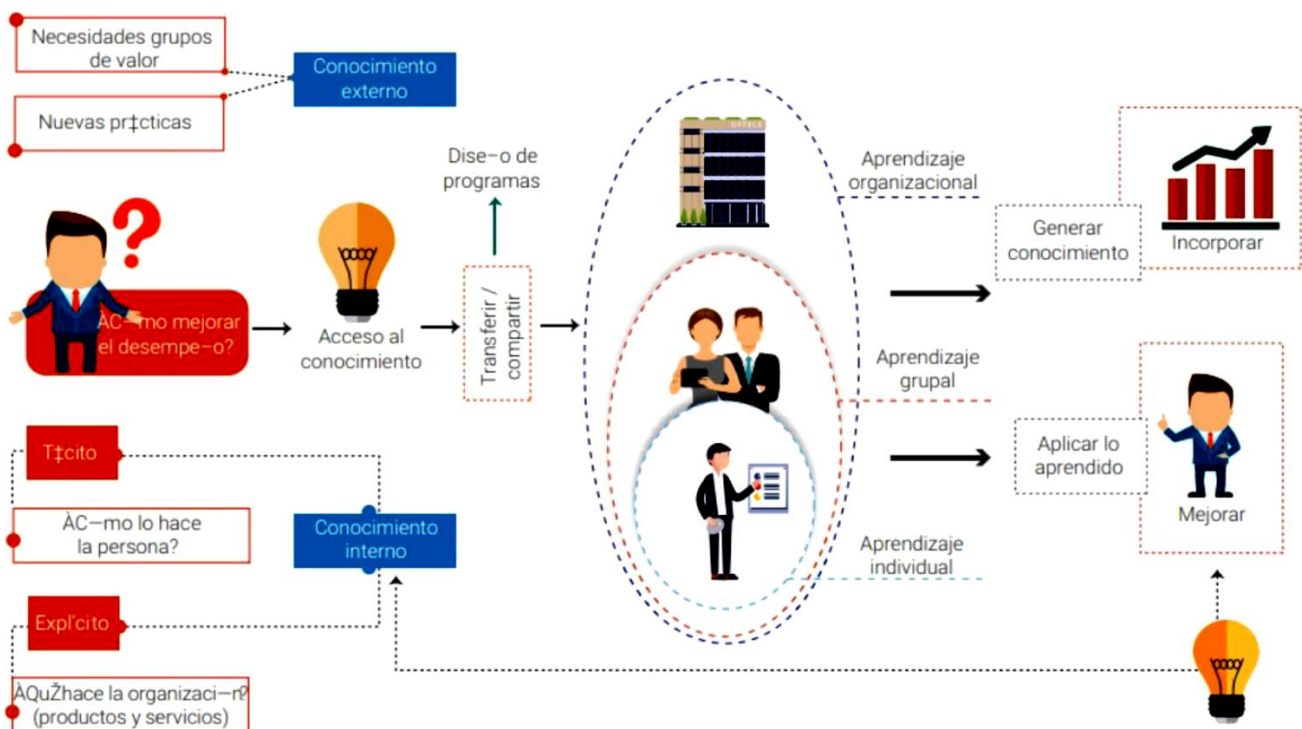 Necesidades grupos
de valor
Nuevas pr‡cticas
Conocimiento
externo
Dise–o de
programas
ÀC—mo mejorar
el desempe–o?
Acceso al
conocimiento
Transferir /
compartir
OFFICE
Aprendizaje
organizacional
Aprendizaje
grupal
Aprendizaje
individual
Generar
conocimiento
Incorporar
Aplicar lo
aprendido
Mejorar
T‡cito
ÀC—mo lo hace
la persona?
Conocimiento
interno
Expl’cito
ÀQuŽhace la organizaci—n?
(productos y servicios)